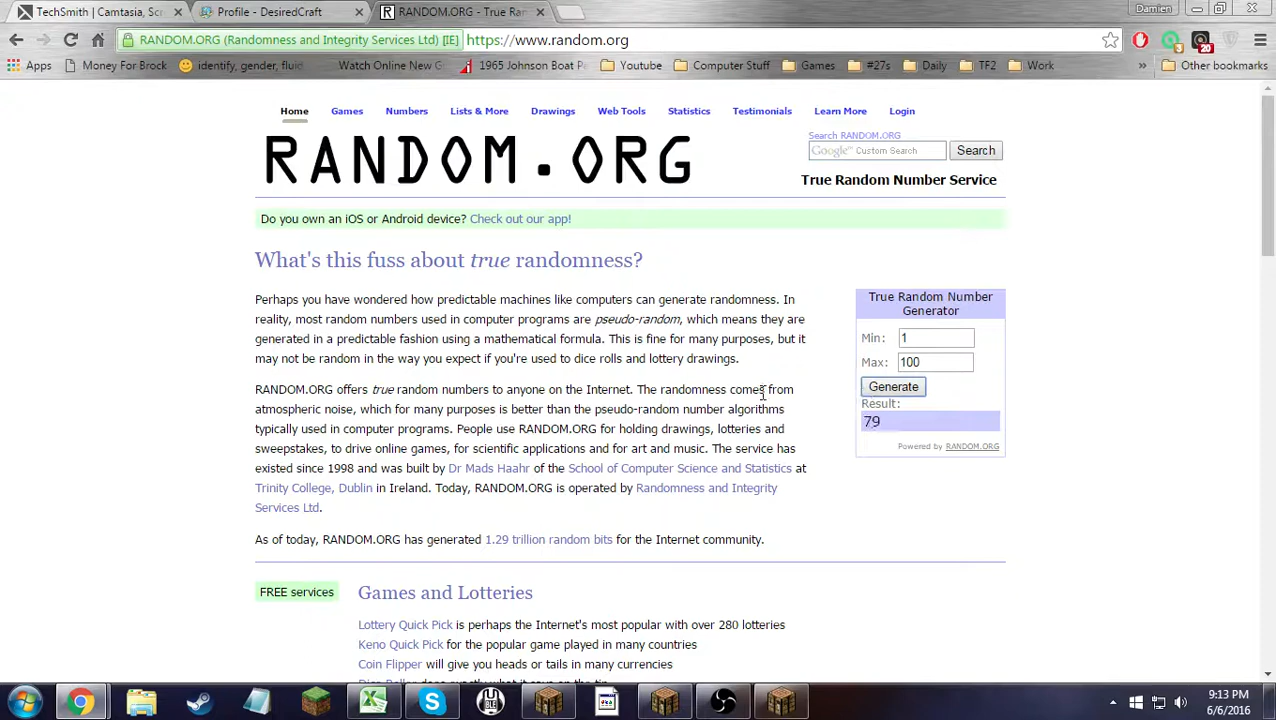 TechSmith | Camtasia, Scr
Profile - DesiredCraft
RANDOM.ORG - True Ra
Damien
RANDOM.ORG (Randomness and Integrity Services Ltd) [IE]
https://www.random.org
3
20
Apps
Money For Brock
identify, gender, fluid
Watch Online New G
1965 Johnson Boat P
Youtube
Computer Stuff
Games
#27s
Daily
TF2
Work
»
Other bookmarks
Home
Games
Numbers
Lists & More
Drawings
Web Tools
Statistics
Testimonials
Learn More
Login
RANDOM.ORG
Search RANDOM.ORG
Google™ Custom Search
Search
True Random Number Service
Do you own an iOS or Android device? Check out our app!
What's this fuss about true randomness?
Perhaps you have wondered how predictable machines like computers can generate randomness. In
reality, most random numbers used in computer programs are pseudo-random, which means they are
generated in a predictable fashion using a mathematical formula. This is fine for many purposes, but it
may not be random in the way you expect if you're used to dice rolls and lottery drawings.
RANDOM.ORG offers true random numbers to anyone on the Internet. The randomness comes from
atmospheric noise, which for many purposes is better than the pseudo-random number algorithms
typically used in computer programs. People use RANDOM.ORG for holding drawings, lotteries and
sweepstakes, to drive online games, for scientific applications and for art and music. The service has
existed since 1998 and was built by Dr Mads Haahr of the School of Computer Science and Statistics at
Trinity College, Dublin in Ireland. Today, RANDOM.ORG is operated by Randomness and Integrity
Services Ltd.
As of today, RANDOM.ORG has generated 1.29 trillion random bits for the Internet community.
True Random Number
Generator
Min: 1
Max: 100
Generate
Result:
79
Powered by RANDOM.ORG
FREE services
Games and Lotteries
Lottery Quick Pick is perhaps the Internet's most popular with over 280 lotteries
Keno Quick Pick for the popular game played in many countries
Coin Flipper will give you heads or tails in many currencies
9:13 PM
6/6/2016